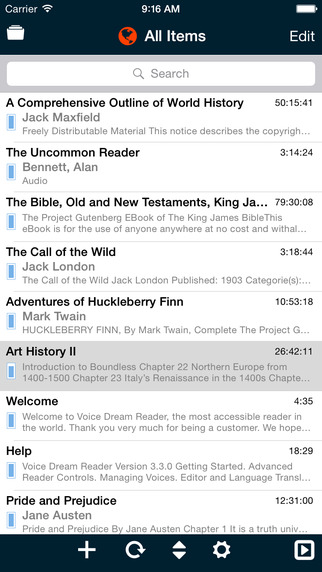 Carrier 9:16 AM
All Items Edit
Search
A Comprehensive Outline of World History 50:15:41
Jack Maxfield
Freely Distributable Material This notice describes the copyrigh...
The Uncommon Reader 3:14:24
Bennett, Alan
Audio
The Bible, Old and New Testaments, King Ja... 79:30:08
The Project Gutenberg EBook of The King James BibleThis
eBook is for the use of anyone anywhere at no cost and withal...
The Call of the Wild 3:18:44
Jack London
The Call of the Wild Jack London Published: 1903 Categorie(s):...
Adventures of Huckleberry Finn 10:53:18
Mark Twain
HUCKLEBERRY FINN, By Mark Twain, Complete The Project G...
Art History II 26:42:11
Introduction to Boundless Chapter 22 Northern Europe from
1400-1500 Chapter 23 Italy's Renaissance in the 1400s Chapte...
Welcome 4:35
Welcome to Voice Dream Reader, the most accessible reader in
the world. Thank you very much for being a customer. We hope...
Help 18:29
Voice Dream Reader Version 3.3.0 Getting Started. Advanced
Reader Controls. Managing Voices. Editor and Language Transl...
Pride and Prejudice 12:31:00
Jane Austen
Pride and Prejudice By Jane Austen Chapter 1 It is a truth univ...